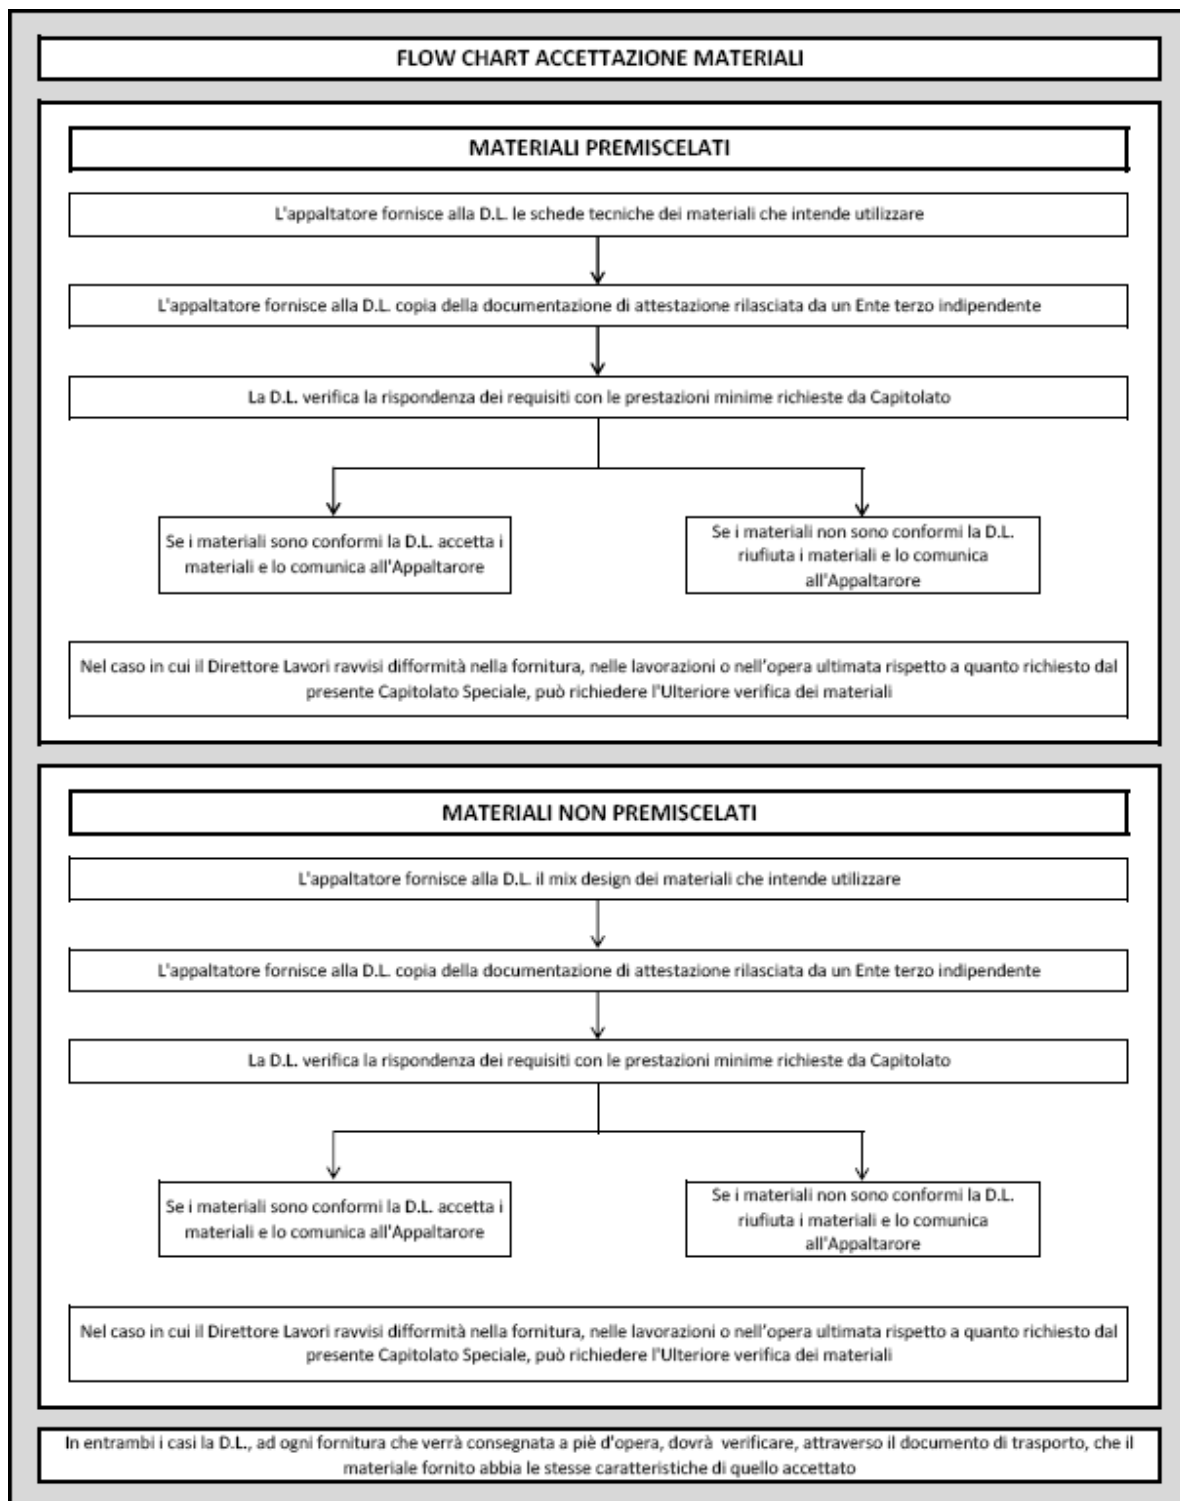 FLOW CHART ACCETTAZIONE MATERIALI
MATERIALI PREMISCELATI
L'appaltatore fornisce alla D.L. le schede tecniche dei materiali che intende utilizzare
L'appaltatore fornisce alla D.L. copia della documentazione di attestazione rilasciata da un Ente terzo indipendente
La D.L. verifica la rispondenza dei requisiti con le prestazioni minime richieste da Capitolato
Se i materiali sono conformi la D.L. accetta i
materiali e lo comunica all'Appaltarore
Se i materiali non sono conformi la D.L.
riufiuta i materiali e lo comunica
all'Appaltarore
Nel caso in cui il Direttore Lavori ravvisi difformità nella fornitura, nelle lavorazioni o nell'opera ultimata rispetto a quanto richiesto dal
presente Capitolato Speciale, può richiedere l'Ulteriore verifica dei materiali
MATERIALI NON PREMISCELATI
L'appaltatore fornisce alla D.L. il mix design dei materiali che intende utilizzare
L'appaltatore fornisce alla D.L. copia della documentazione di attestazione rilasciata da un Ente terzo indipendente
La D.L. verifica la rispondenza dei requisiti con le prestazioni minime richieste da Capitolato
Se i materiali sono conformi la D.L. accetta i
materiali e lo comunica all'Appaltarore
Se i materiali non sono conformi la D.L.
riufiuta i materiali e lo comunica
all'Appaltarore
Nel caso in cui il Direttore Lavori ravvisi difformità nella fornitura, nelle lavorazioni o nell'opera ultimata rispetto a quanto richiesto dal
presente Capitolato Speciale, può richiedere l'Ulteriore verifica dei materiali
In entrambi i casi la D.L., ad ogni fornitura che verrà consegnata a piè d'opera, dovrà verificare, attraverso il documento di trasporto, che il
materiale fornito abbia le stesse caratteristiche di quello accettato